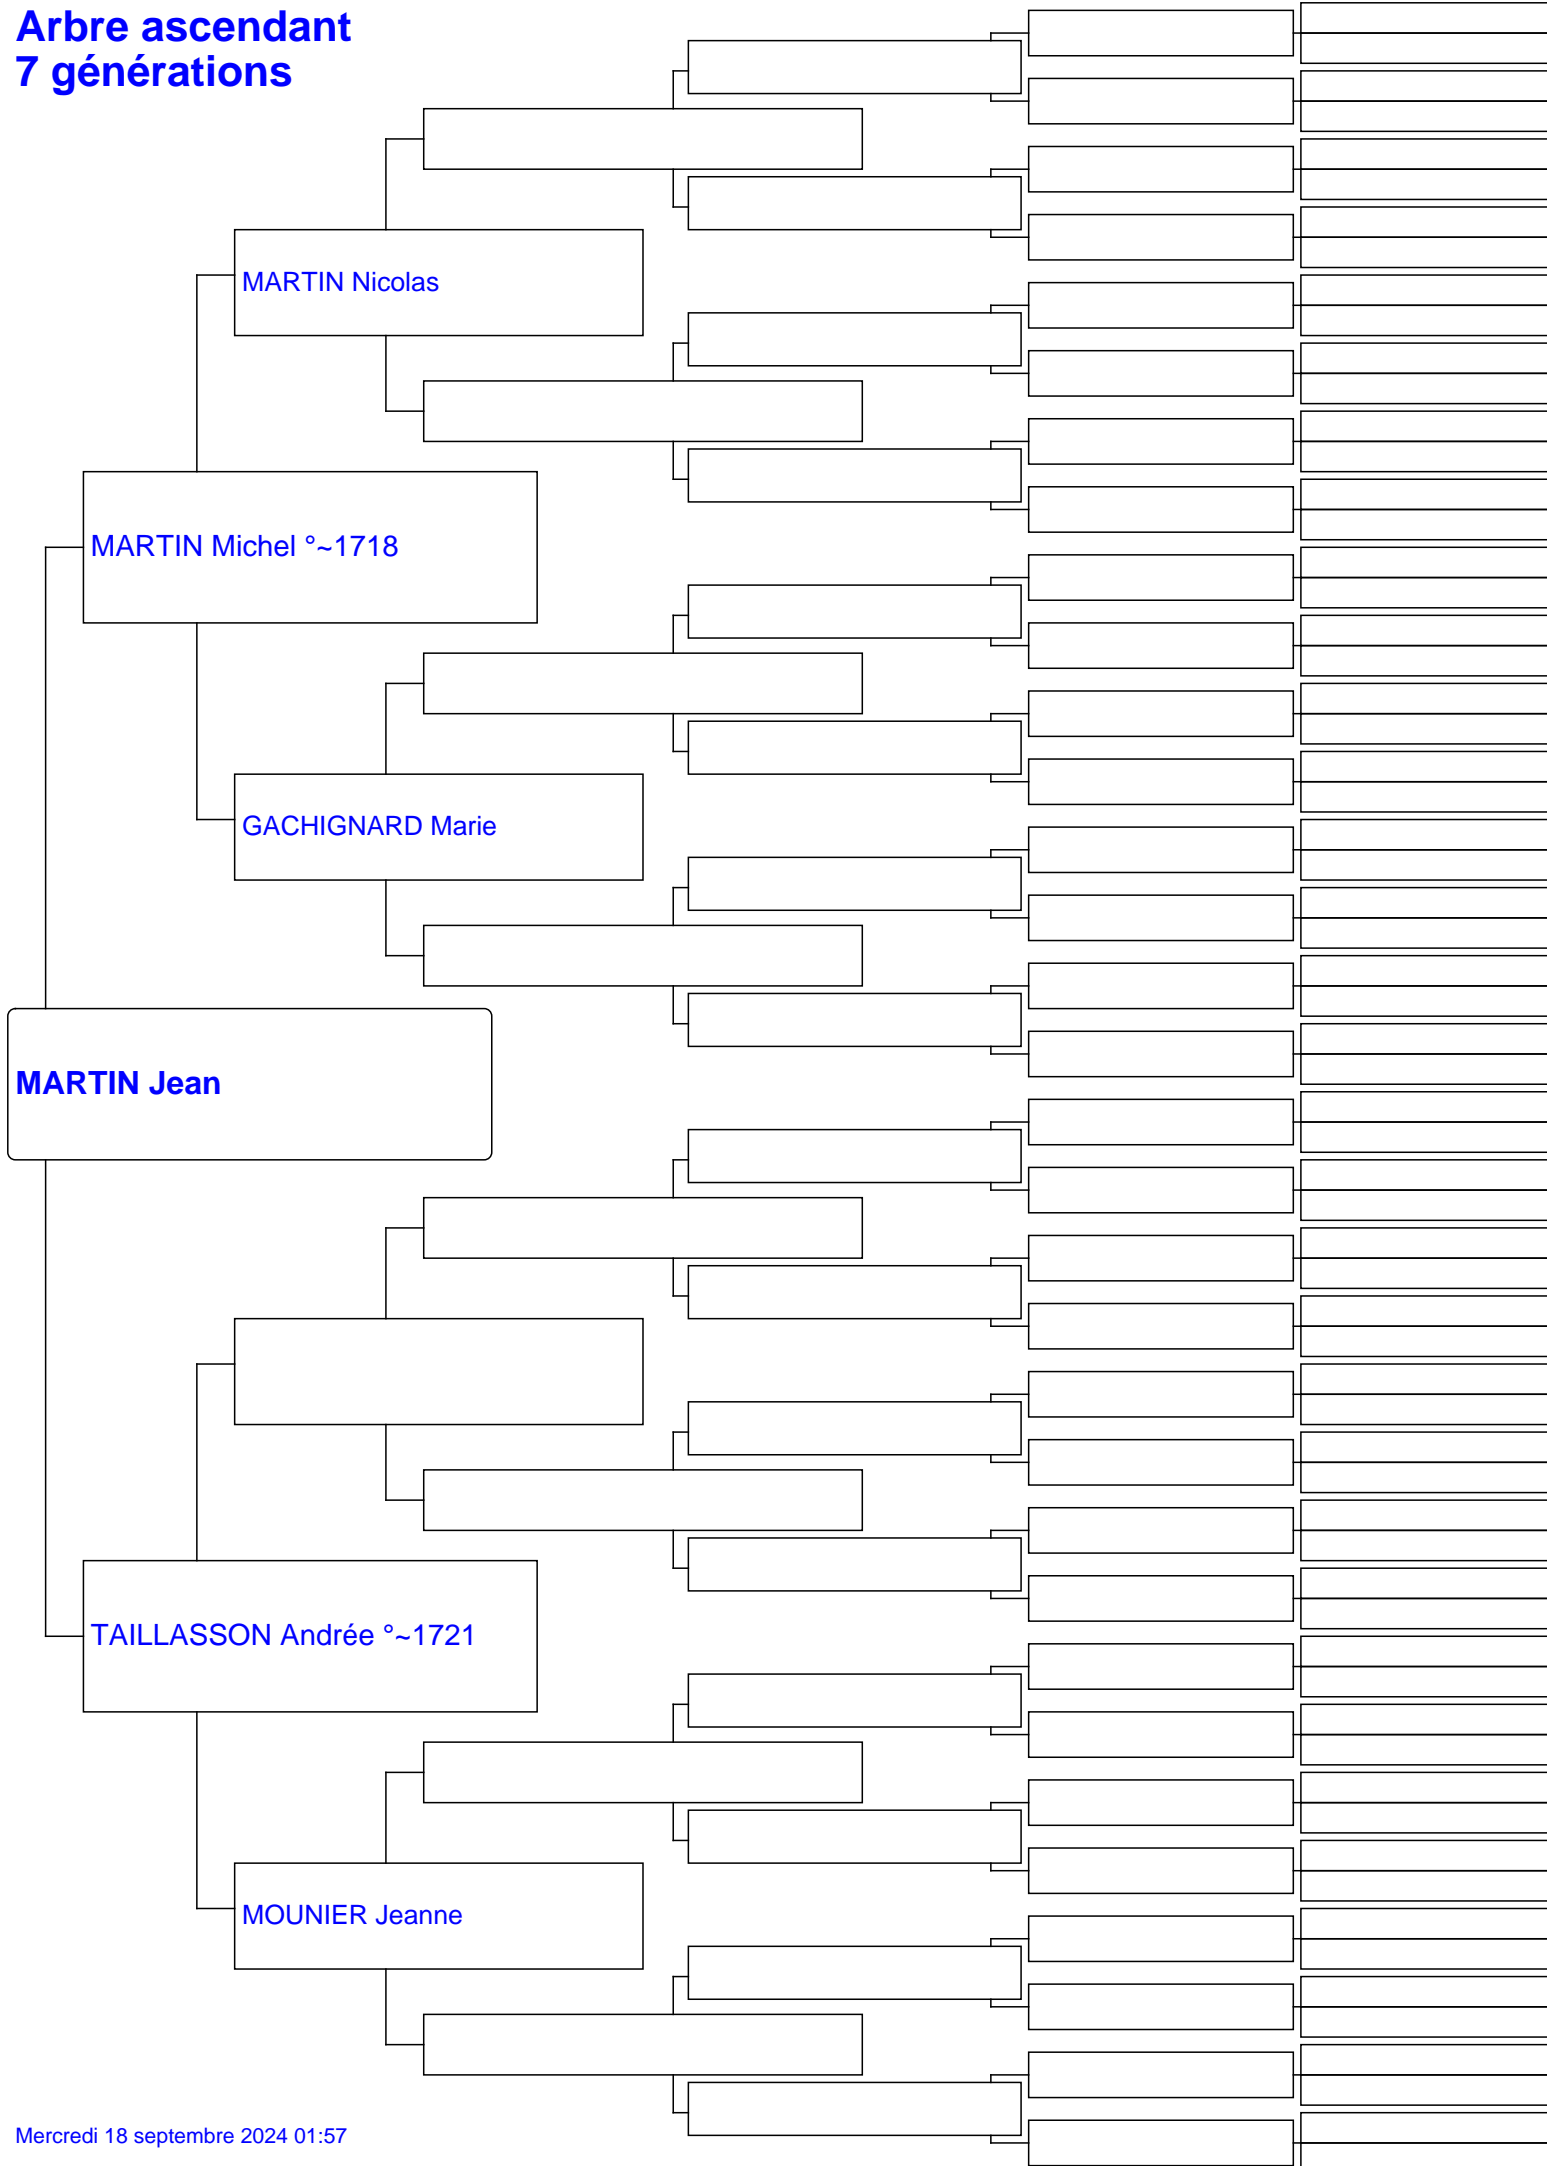 Arbre ascendant
7 générations
MARTIN Nicolas
MARTIN Michel °~1718
GACHIGNARD Marie
MARTIN Jean
TAILLASSON Andrée °~1721
MOUNIER Jeanne
Mercredi 18 septembre 2024 01:57